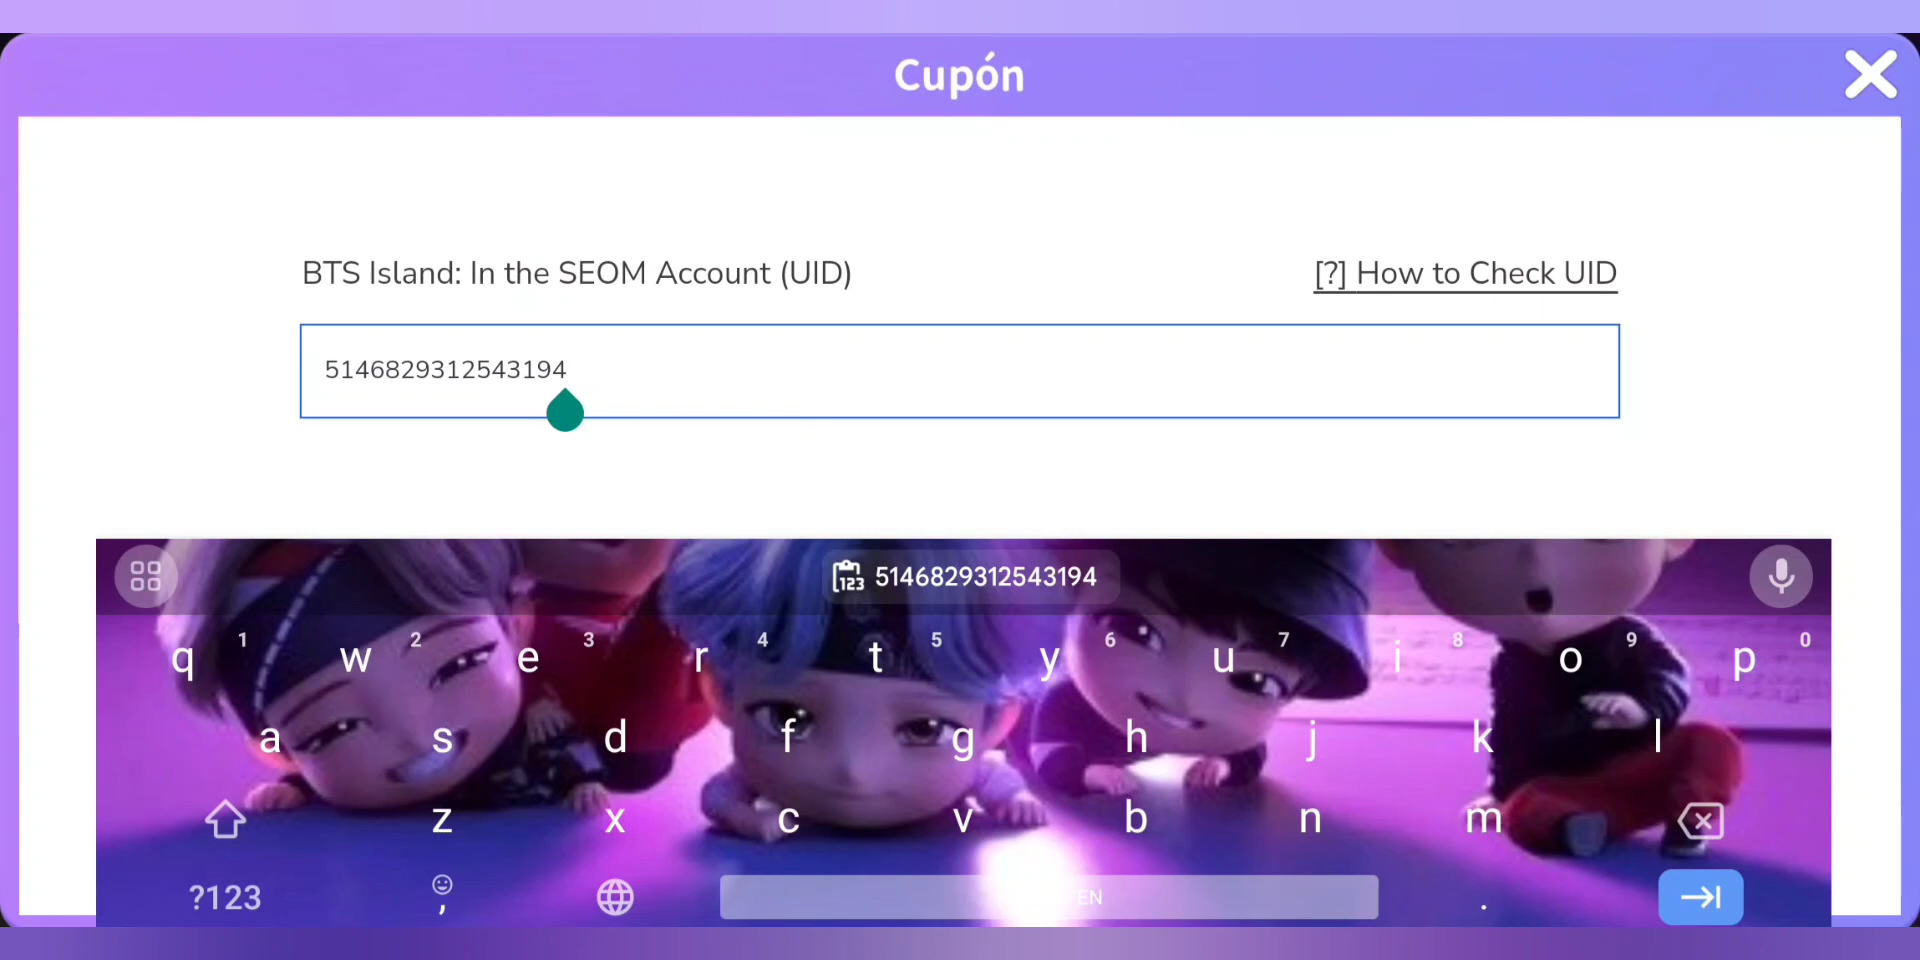 Cupón
BTS Island: In the SEOM Account (UID)
[?] How to Check UID
5146829312543194
123 5146829312543194
q 1 w 2 e 3 r 4 t 5 y 6 u 7 i 8 o 9 p 0
a s d f g h j k l
z x c v b n m
?123 , EN .